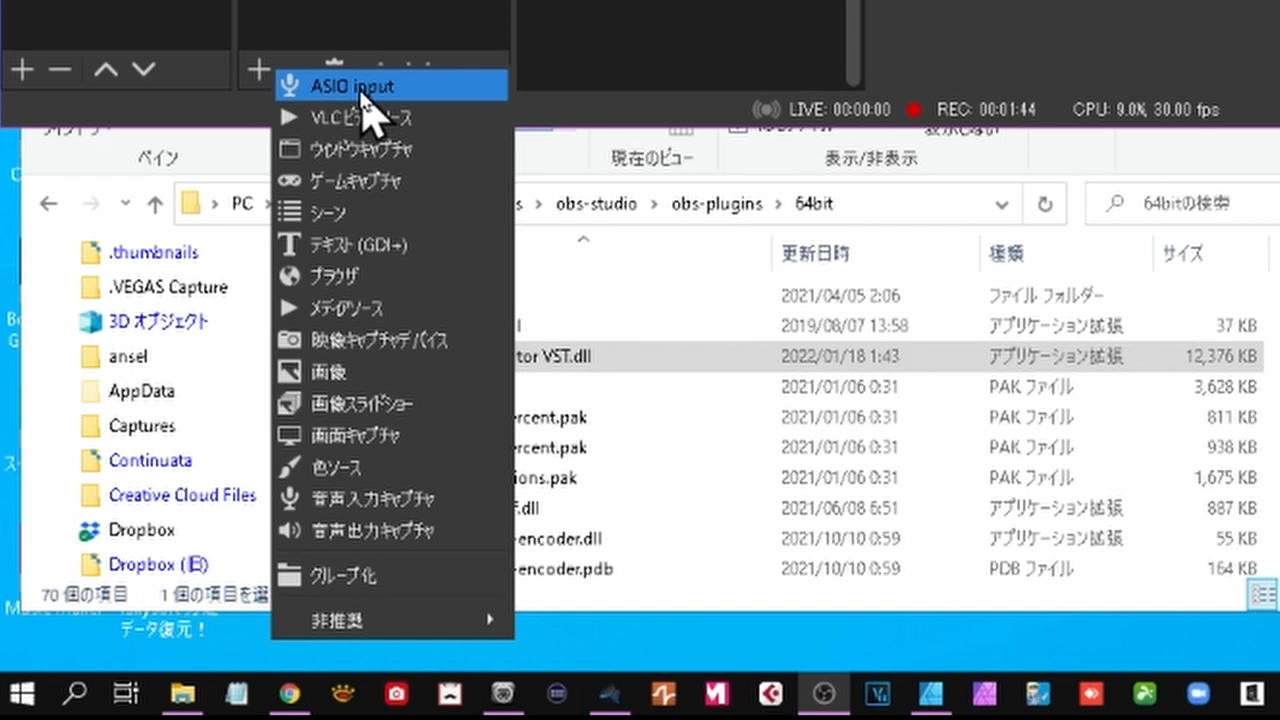 ASIO input
VLCビデオソース
ウィンドウキャプチャ
ゲームキャプチャ
シーン
テキスト (GDI+)
ブラウザ
メディアソース
映像キャプチャデバイス
画像
画像スライドショー
画面キャプチャ
色ソース
音声入力キャプチャ
音声出力キャプチャ
グループ化
非推奨
LIVE: 00:00:00 REC: 00:01:44 CPU: 9.0%, 30.00 fps
ペイン 現在のビュー 表示/非表示
PC obs-studio obs-plugins 64bit 64bitの検索
更新日時 種類 サイズ
.thumbnails
.VEGAS Capture
3D オブジェクト
ansel
AppData
Captures
Continuata
Creative Cloud Files
Dropbox
Dropbox (旧)
2021/04/05 2:06 ファイル フォルダー
2019/08/07 13:58 アプリケーション拡張 37 KB
tor VST.dll 2022/01/18 1:43 アプリケーション拡張 12,376 KB
2021/01/06 0:31 PAK ファイル 3,628 KB
ercent.pak 2021/01/06 0:31 PAK ファイル 811 KB
ercent.pak 2021/01/06 0:31 PAK ファイル 938 KB
ions.pak 2021/01/06 0:31 PAK ファイル 1,675 KB
.dll 2021/06/08 6:51 アプリケーション拡張 887 KB
-encoder.dll 2021/10/10 0:59 アプリケーション拡張 55 KB
-encoder.pdb 2021/10/10 0:59 PDB ファイル 164 KB
70 個の項目 1 個の項目を選
データ復元！